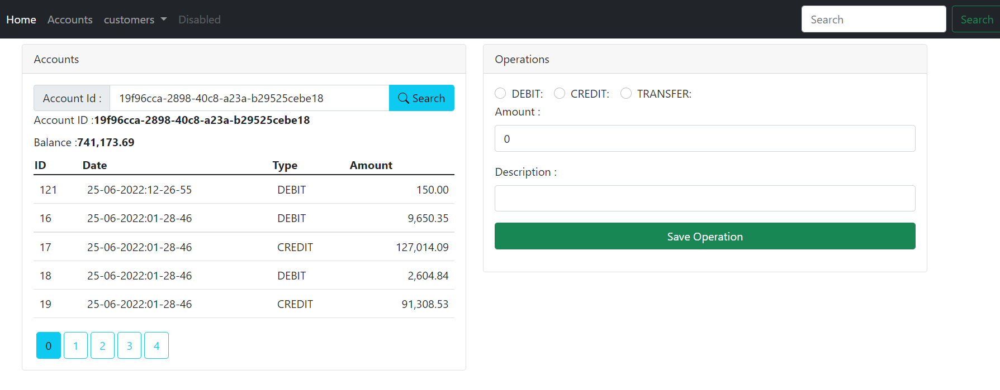 Home Accounts customers Disabled Search Search
Accounts
Account Id : 19f96cca-2898-40c8-a23a-b29525cebe18 Search
Account ID :19f96cca-2898-40c8-a23a-b29525cebe18
Balance :741,173.69
ID Date Type Amount
121 25-06-2022:12-26-55 DEBIT 150.00
16 25-06-2022:01-28-46 DEBIT 9,650.35
17 25-06-2022:01-28-46 CREDIT 127,014.09
18 25-06-2022:01-28-46 DEBIT 2,604.84
19 25-06-2022:01-28-46 CREDIT 91,308.53
0 1 2 3 4
Operations
DEBIT: CREDIT: TRANSFER:
Amount :
0
Description :
Save Operation